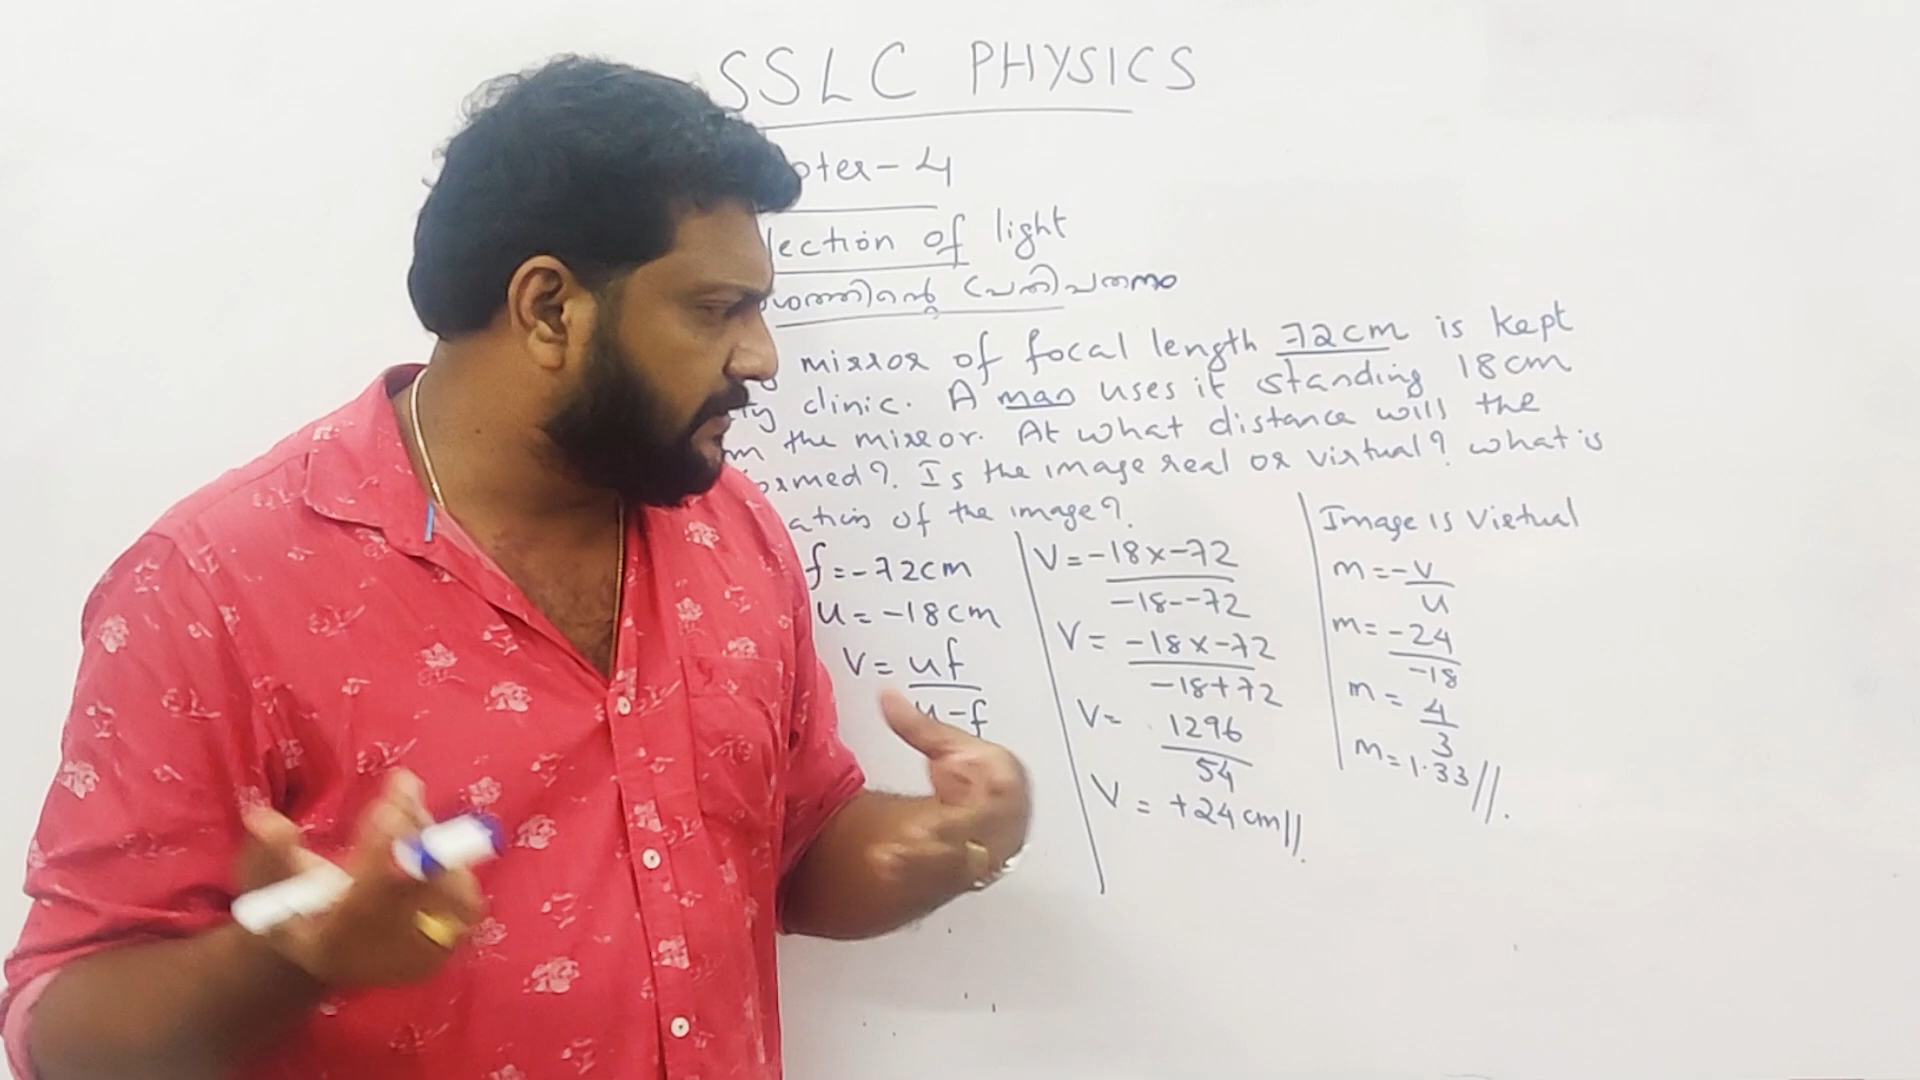 SSLC PHYSICS
pter-4
lection of light
ത്തിന്റെ പ്രതിപതനം
mirror of focal length 72cm is kept
ty clinic. A man uses it standing 18cm
m the mirror. At what distance will the
ormed?. Is the image real or virtual? what is
ation of the image?.
f=-72cm
u=-18cm
V=uf
u-f
V=-18x-72
-18--72
V=-18x-72
-18+72
V=1296
54
V=+24cm//.
Image is Virtual
m=-v
u
m=-24
-18
m=4
3
m=1.33//.